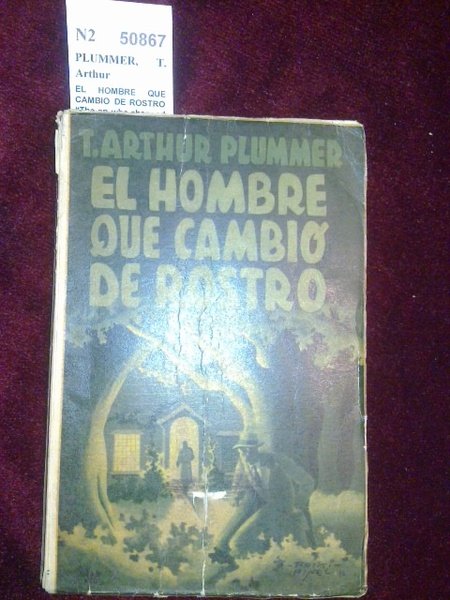 N2 50867
PLUMMER, T.
Arthur
EL HOMBRE QUE
CAMBIO DE ROSTRO
T. ARTHUR PLUMMER
EL HOMBRE
QUE CAMBIÓ
DE ROSTRO